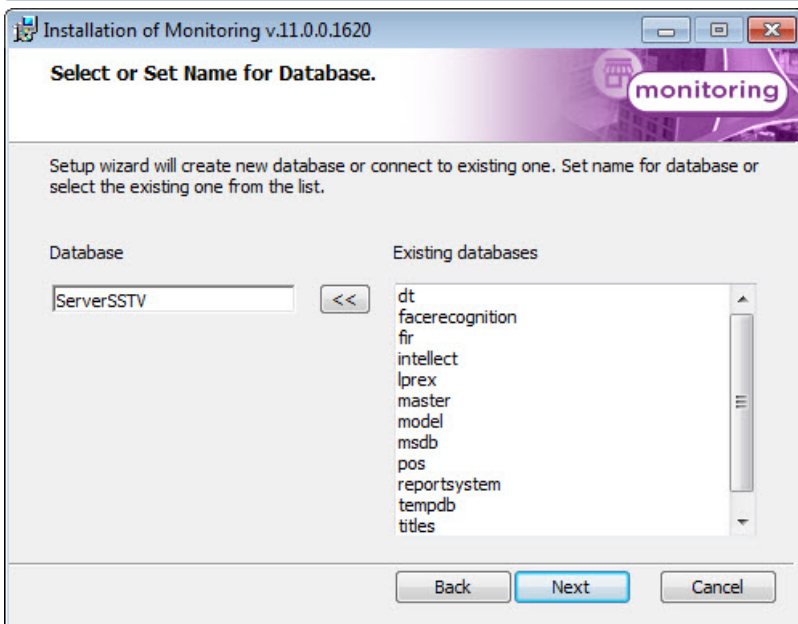 Installation of Monitoring v.11.0.0.1620
Select or Set Name for Database.
monitoring
Setup wizard will create new database or connect to existing one. Set name for database or
select the existing one from the list.
Database
Existing databases
ServerSSTV
<<
dt
facerecognition
fir
intellect
lprex
master
model
msdb
pos
reportsystem
tempdb
titles
Back
Next
Cancel